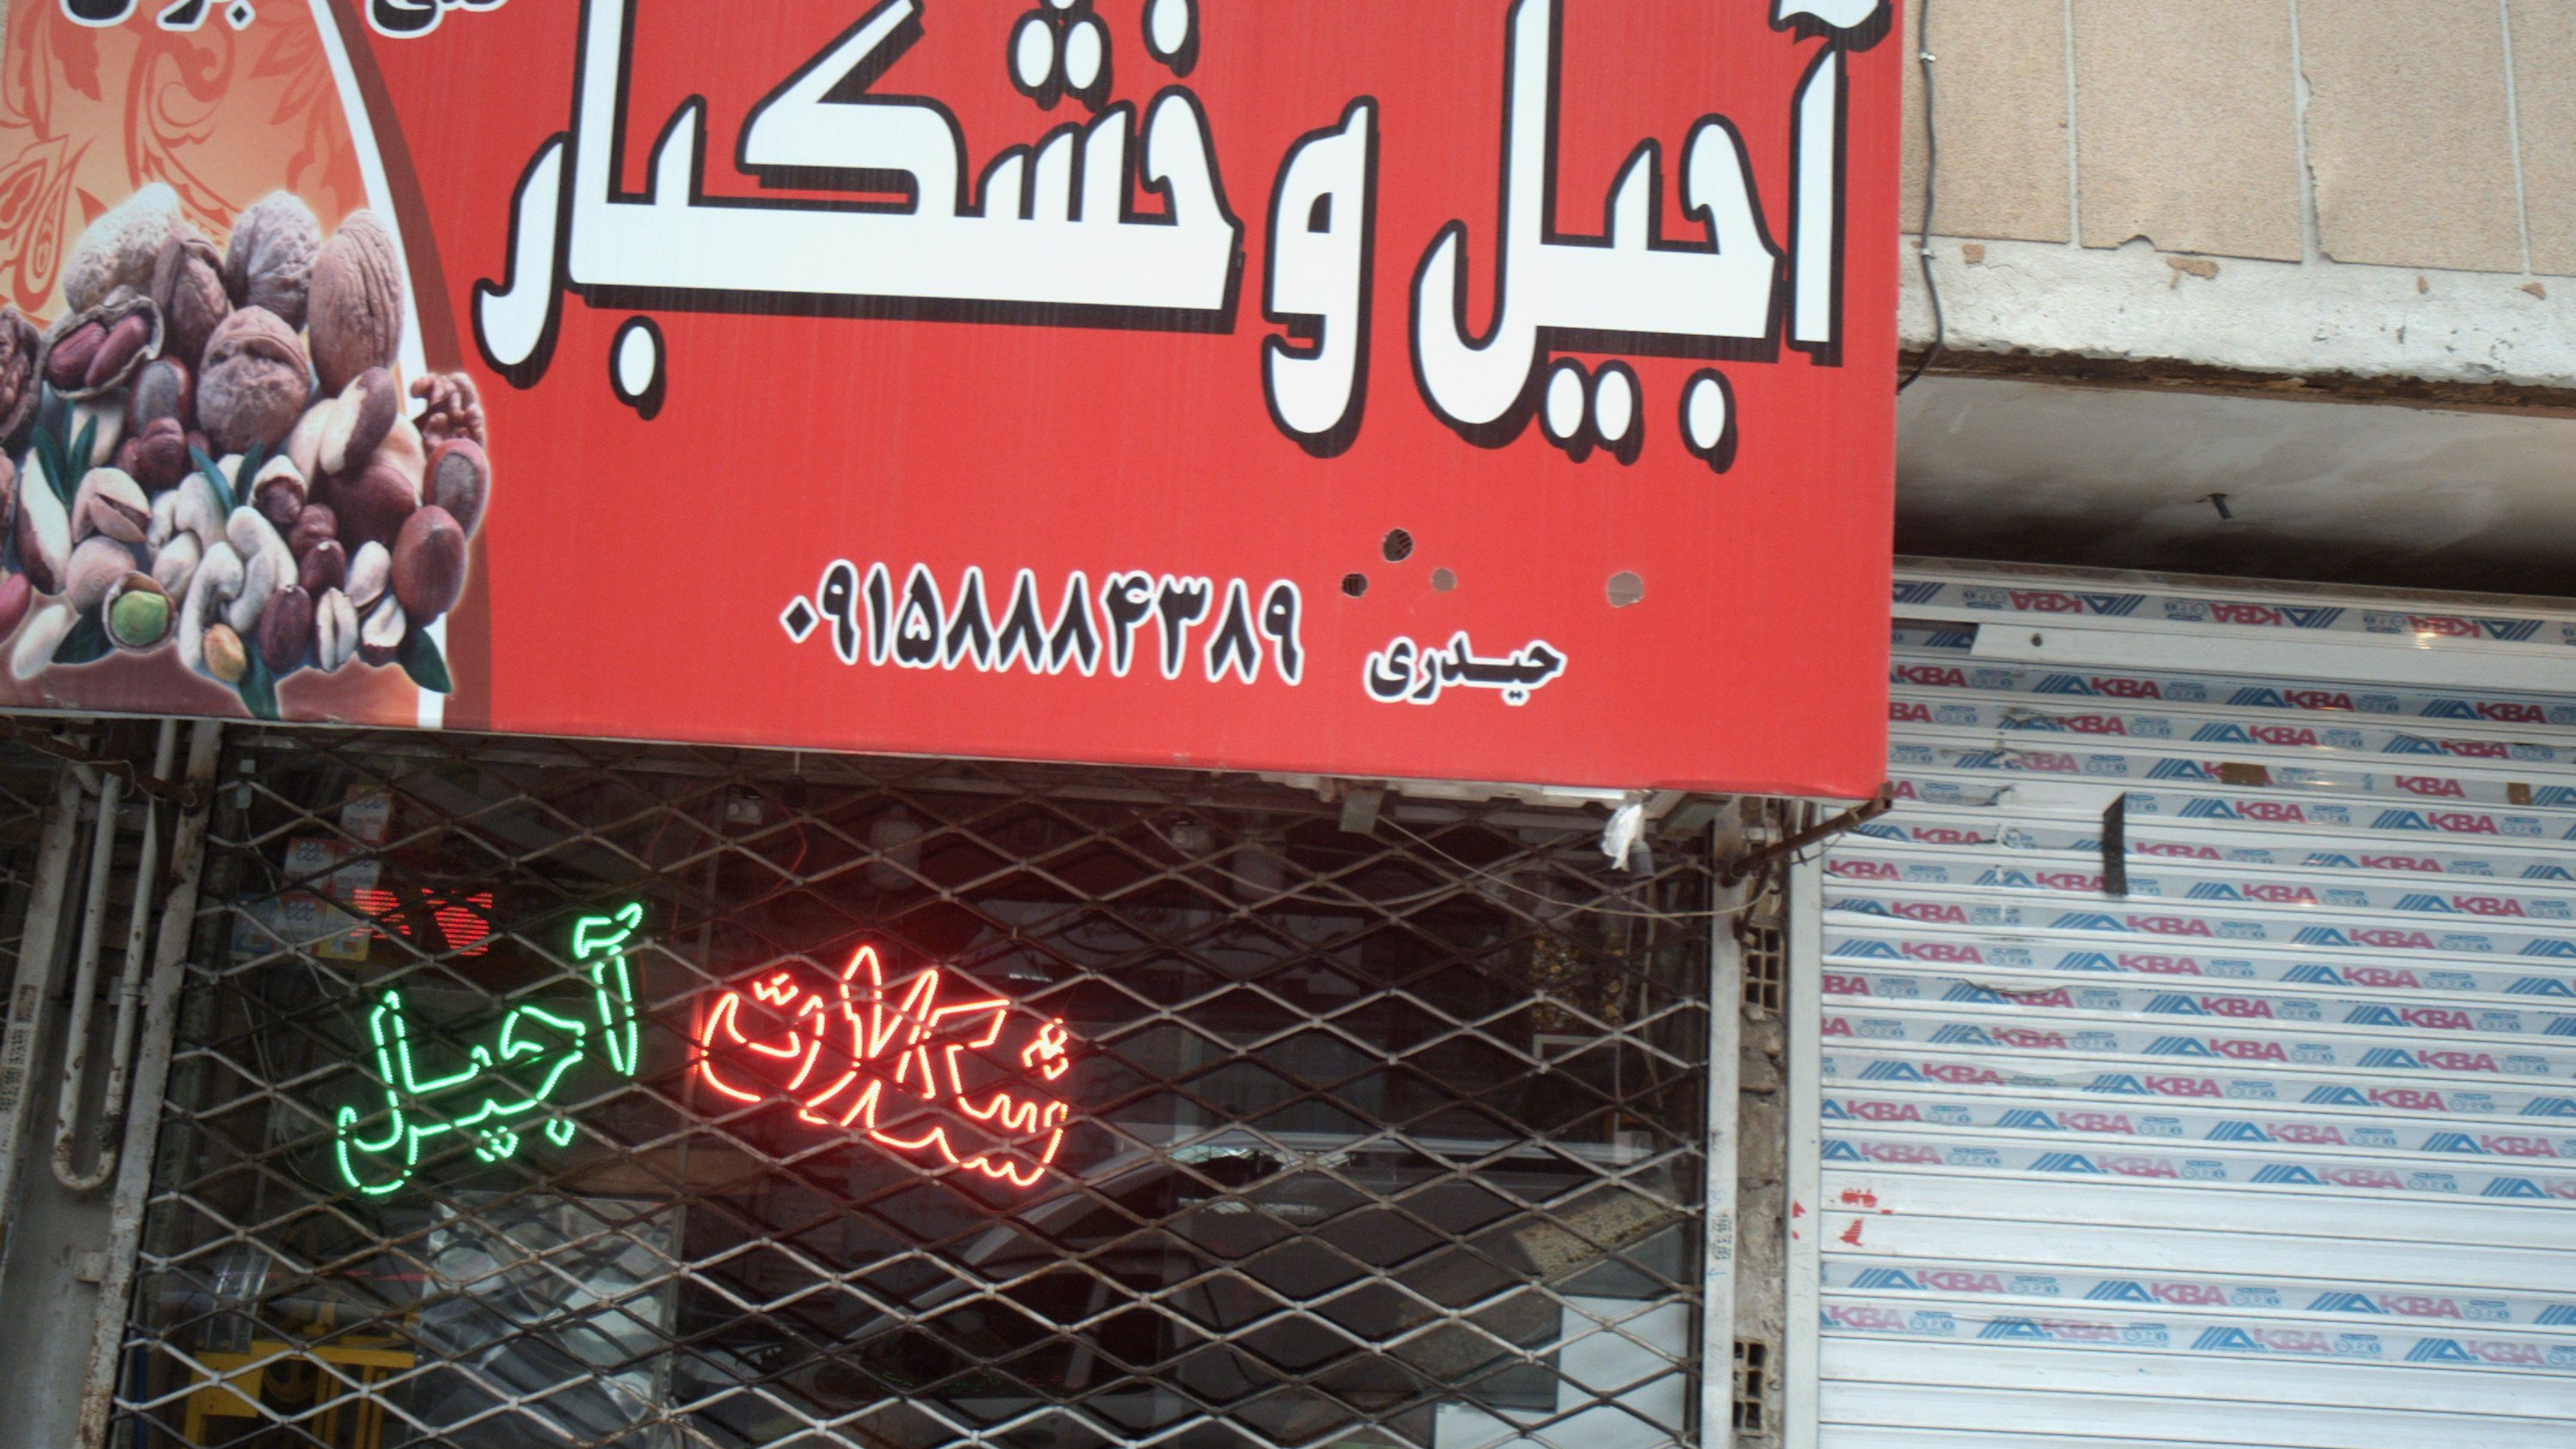 آجیل و خشکبار
حیدری ۰۹۱۵۸۸۸۴۳۸۹
شکلات
آجیل
AKBA